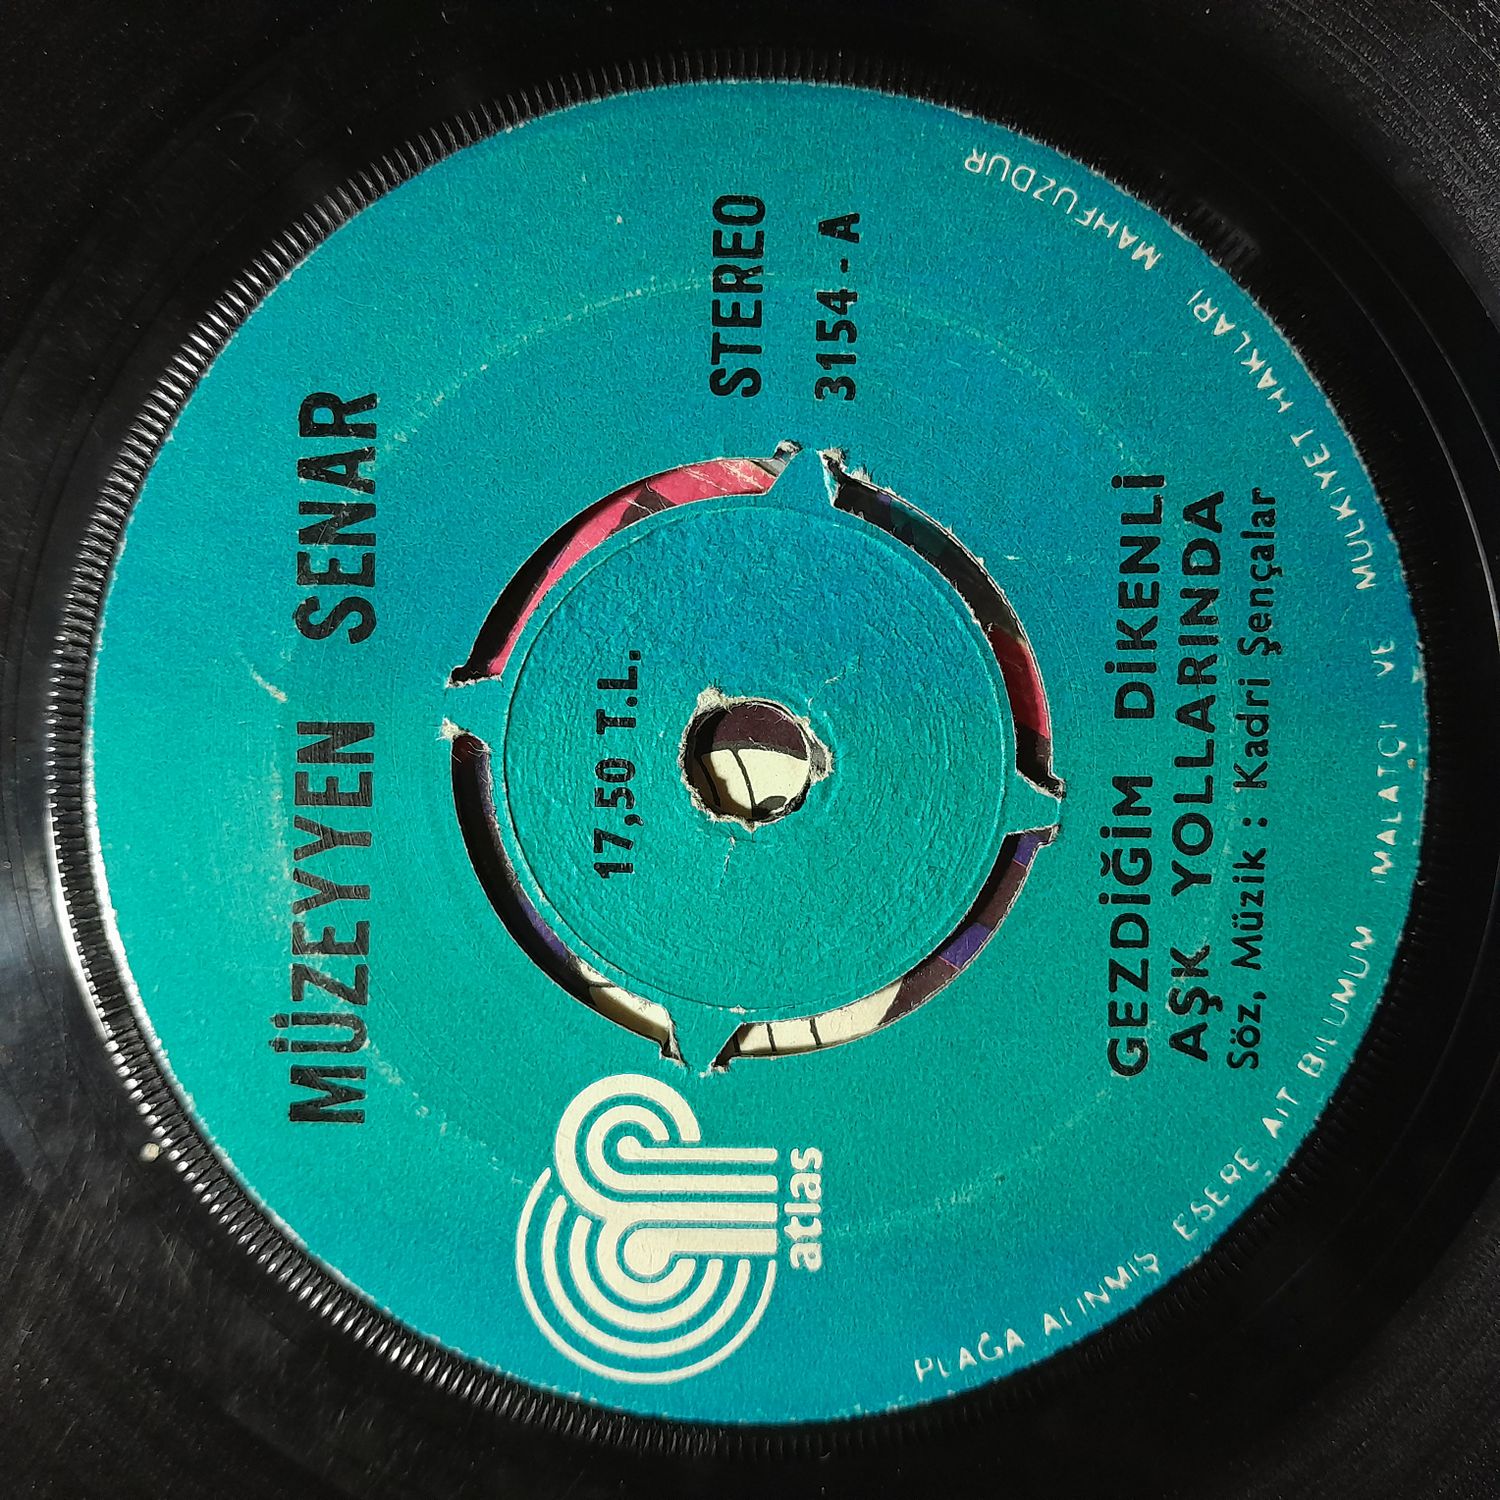 MÜZEYYEN SENAR
17,50 T.L.
atlas
STEREO
3154 - A
GEZDİĞİM DİKENLİ
AŞK YOLLARINDA
Söz, Müzik : Kadri Şençalar
PLAĞA ALINMIŞ ESERE AİT BİLUMUM İMALATÇI VE MÜLKİYET HAKLARI MAHFUZDUR